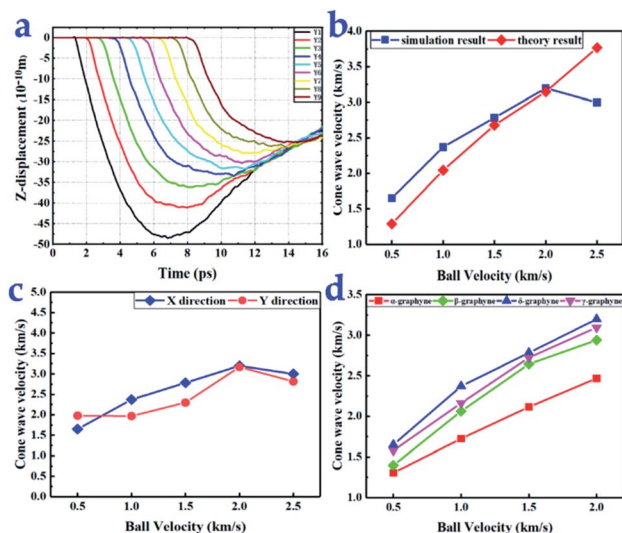 a
Z-displacement (10⁻¹⁰m)
0
-5
-10
-15
-20
-25
-30
-35
-40
-45
-50
Y1
Y2
Y3
Y4
Y5
Y6
Y7
Y8
Y9
0 2 4 6 8 10 12 14 16
Time (ps)
b
simulation result theory result
Cone wave velocity (km/s)
4.0
3.5
3.0
2.5
2.0
1.5
1.0
0.5 1.0 1.5 2.0 2.5
Ball Velocity (km/s)
c
X direction Y direction
Cone wave velocity (km/s)
5.0
4.5
4.0
3.5
3.0
2.5
2.0
1.5
1.0
0.5
0.0
0.5 1.0 1.5 2.0 2.5
Ball Velocity (km/s)
d
α-graphyne β-graphyne δ-graphyne γ-graphyne
Cone wave velocity (km/s)
3.5
3.0
2.5
2.0
1.5
1.0
0.5 1.0 1.5 2.0
Ball Velocity (km/s)